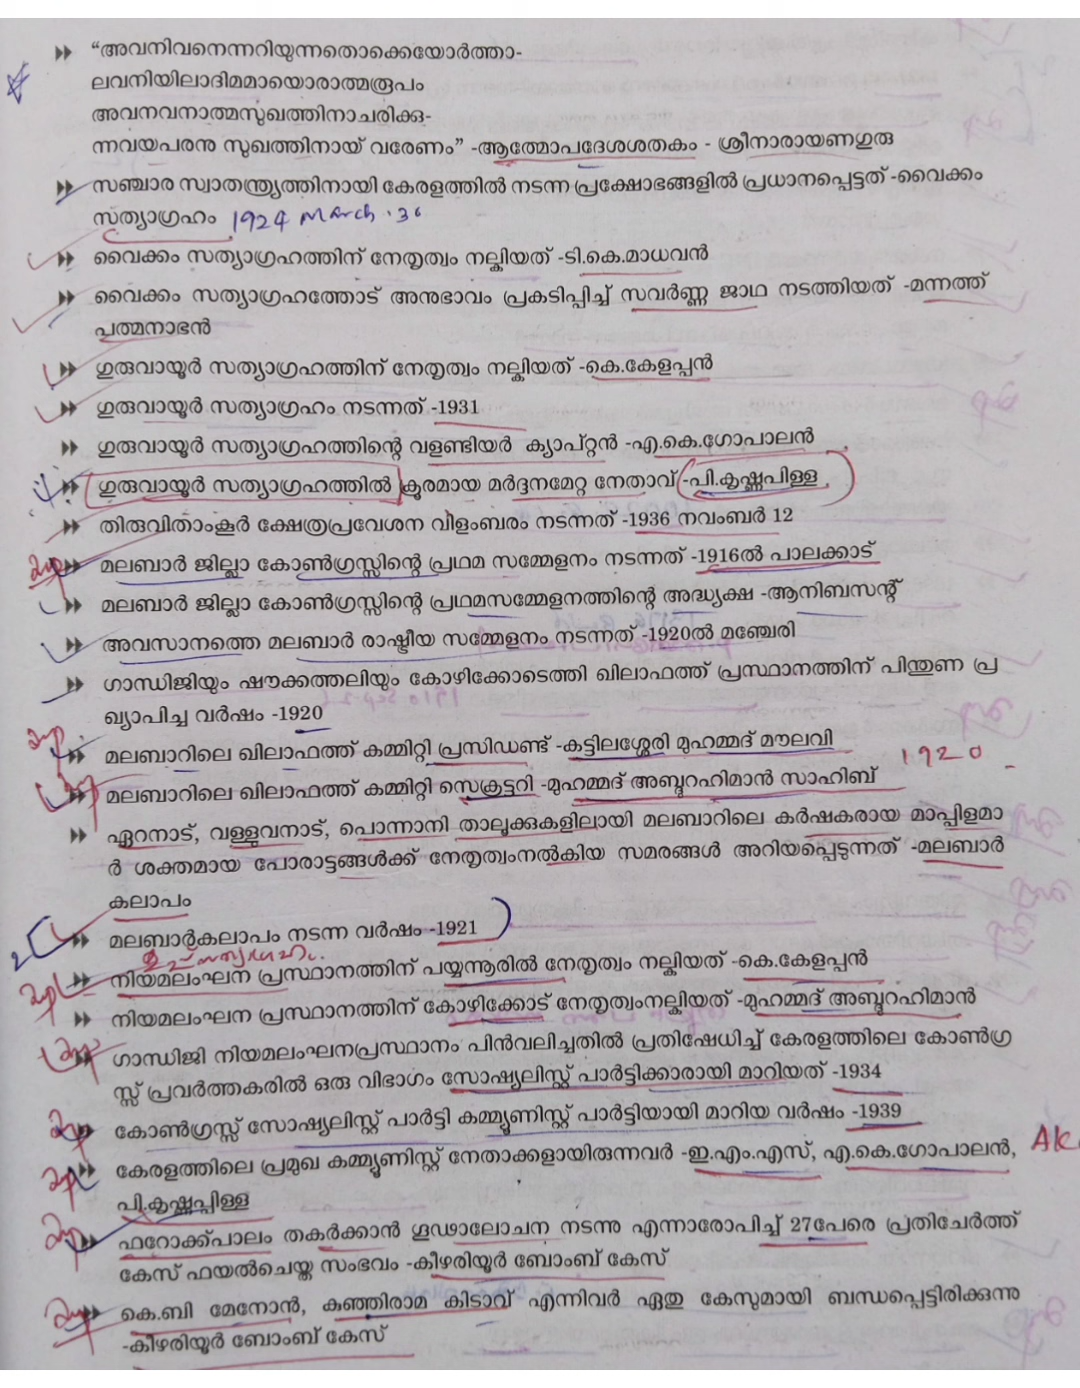 “അവനിവനെന്നറിയുന്നതൊക്കെയോർത്താ-
ലവനിയിലാദിമമായൊരാത്മരൂപം
അവനവനാത്മസുഖത്തിനാചരിക്കു-
ന്നവയപരനു സുഖത്തിനായ് വരേണം” -ആത്മോപദേശശതകം - ശ്രീനാരായണഗുരു
സഞ്ചാര സ്വാതന്ത്ര്യത്തിനായി കേരളത്തിൽ നടന്ന പ്രക്ഷോഭങ്ങളിൽ പ്രധാനപ്പെട്ടത് -വൈക്കം
സത്യാഗ്രഹം 1924 March 30
വൈക്കം സത്യാഗ്രഹത്തിന് നേതൃത്വം നല്കിയത് -ടി.കെ.മാധവൻ
വൈക്കം സത്യാഗ്രഹത്തോട് അനുഭാവം പ്രകടിപ്പിച്ച് സവർണ്ണ ജാഥ നടത്തിയത് -മന്നത്ത്
പത്മനാഭൻ
ഗുരുവായൂർ സത്യാഗ്രഹത്തിന് നേതൃത്വം നല്കിയത് -കെ.കേളപ്പൻ
ഗുരുവായൂർ സത്യാഗ്രഹം നടന്നത് -1931
ഗുരുവായൂർ സത്യാഗ്രഹത്തിന്റെ വളണ്ടിയർ ക്യാപ്റ്റൻ -എ.കെ.ഗോപാലൻ
ഗുരുവായൂർ സത്യാഗ്രഹത്തിൽ ക്രൂരമായ മർദ്ദനമേറ്റ നേതാവ് -പി.കൃഷ്ണപിള്ള
തിരുവിതാംകൂർ ക്ഷേത്രപ്രവേശന വിളംബരം നടന്നത് -1936 നവംബർ 12
മലബാർ ജില്ലാ കോൺഗ്രസ്സിന്റെ പ്രഥമ സമ്മേളനം നടന്നത് -1916ൽ പാലക്കാട്
മലബാർ ജില്ലാ കോൺഗ്രസ്സിന്റെ പ്രഥമസമ്മേളനത്തിന്റെ അദ്ധ്യക്ഷ -ആനിബസന്റ്
അവസാനത്തെ മലബാർ രാഷ്ട്രീയ സമ്മേളനം നടന്നത് -1920ൽ മഞ്ചേരി
ഗാന്ധിജിയും ഷൗക്കത്തലിയും കോഴിക്കോടെത്തി ഖിലാഫത്ത് പ്രസ്ഥാനത്തിന് പിന്തുണ പ്ര
ഖ്യാപിച്ച വർഷം -1920
മലബാറിലെ ഖിലാഫത്ത് കമ്മിറ്റി പ്രസിഡണ്ട് -കട്ടിലശ്ശേരി മുഹമ്മദ് മൗലവി
മലബാറിലെ ഖിലാഫത്ത് കമ്മിറ്റി സെക്രട്ടറി -മുഹമ്മദ് അബ്ദുറഹിമാൻ സാഹിബ് 1920
ഏറനാട്, വള്ളുവനാട്, പൊന്നാനി താലൂക്കുകളിലായി മലബാറിലെ കർഷകരായ മാപ്പിളമാ
ർ ശക്തമായ പോരാട്ടങ്ങൾക്ക് നേതൃത്വംനൽകിയ സമരങ്ങൾ അറിയപ്പെടുന്നത് -മലബാർ
കലാപം
മലബാർകലാപം നടന്ന വർഷം -1921
ഉപ്പ് സത്യഗ്രഹം.
നിയമലംഘന പ്രസ്ഥാനത്തിന് പയ്യന്നൂരിൽ നേതൃത്വം നല്കിയത് -കെ.കേളപ്പൻ
നിയമലംഘന പ്രസ്ഥാനത്തിന് കോഴിക്കോട് നേതൃത്വംനല്കിയത് -മുഹമ്മദ് അബ്ദുറഹിമാൻ
ഗാന്ധിജി നിയമലംഘനപ്രസ്ഥാനം പിൻവലിച്ചതിൽ പ്രതിഷേധിച്ച് കേരളത്തിലെ കോൺഗ്ര
സ്സ് പ്രവർത്തകരിൽ ഒരു വിഭാഗം സോഷ്യലിസ്റ്റ് പാർട്ടിക്കാരായി മാറിയത് -1934
കോൺഗ്രസ്സ് സോഷ്യലിസ്റ്റ് പാർട്ടി കമ്മ്യൂണിസ്റ്റ് പാർട്ടിയായി മാറിയ വർഷം -1939
കേരളത്തിലെ പ്രമുഖ കമ്മ്യൂണിസ്റ്റ് നേതാക്കളായിരുന്നവർ -ഇ.എം.എസ്, എ.കെ.ഗോപാലൻ, AK
പി.കൃഷ്ണപ്പിള്ള
ഫറോക്ക്പാലം തകർക്കാൻ ഗൂഢാലോചന നടന്നു എന്നാരോപിച്ച് 27പേരെ പ്രതിചേർത്ത്
കേസ് ഫയൽചെയ്ത സംഭവം -കീഴരിയൂർ ബോംബ് കേസ്
കെ.ബി മേനോൻ, കുഞ്ഞിരാമ കിടാവ് എന്നിവർ ഏതു കേസുമായി ബന്ധപ്പെട്ടിരിക്കുന്നു
-കീഴരിയൂർ ബോംബ് കേസ്